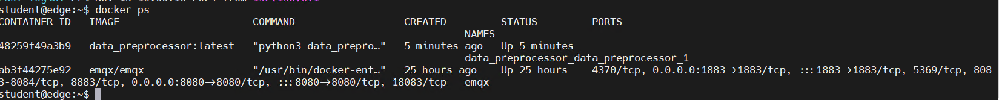 student@edge:~$ docker ps
CONTAINER ID   IMAGE                      COMMAND                  CREATED         STATUS         PORTS
NAMES
48259f49a3b9   data_preprocessor:latest   "python3 data_prepro…"   5 minutes ago   Up 5 minutes
data_preprocessor_data_preprocessor_1
ab3f44275e92   emqx/emqx                  "/usr/bin/docker-ent…"   25 hours ago    Up 25 hours    4370/tcp, 0.0.0.0:1883→1883/tcp, :::1883→1883/tcp, 5369/tcp, 808
3-8084/tcp, 8883/tcp, 0.0.0.0:8080→8080/tcp, :::8080→8080/tcp, 18083/tcp   emqx
student@edge:~$